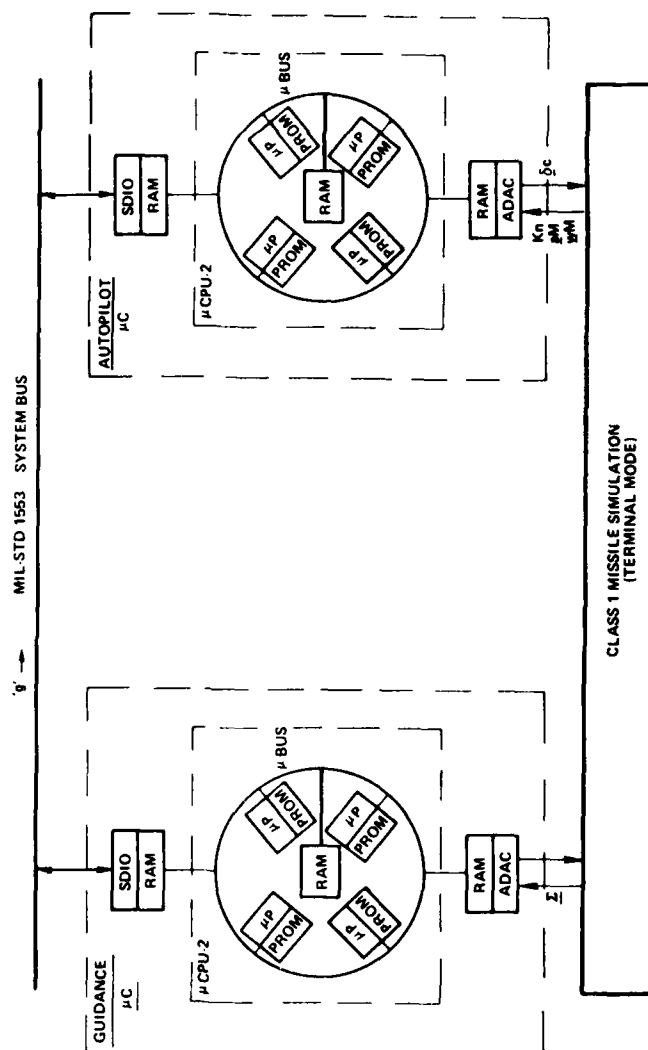 'g' → MIL-STD 1553 SYSTEM BUS
GUIDANCE
μC
SDIO
RAM
μCPU-2
μ BUS
μP
PROM
μP
PROM
RAM
μP
PROM
μP
PROM
RAM
ADAC
Σ
AUTOPILOT
μC
SDIO
RAM
μCPU-2
μ BUS
μP
PROM
μP
PROM
RAM
μP
PROM
μP
PROM
RAM
ADAC
Kn
δc
CLASS 1 MISSILE SIMULATION
(TERMINAL MODE)